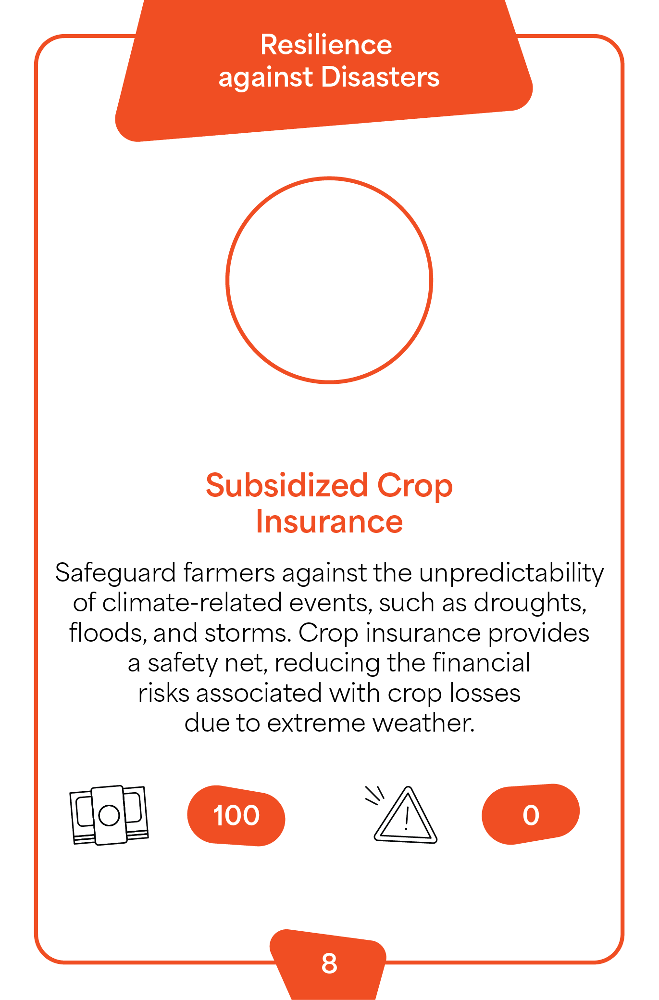 Resilience
against Disasters
Subsidized Crop
Insurance
Safeguard farmers against the unpredictability
of climate-related events, such as droughts,
floods, and storms. Crop insurance provides
a safety net, reducing the financial
risks associated with crop losses
due to extreme weather.
100
!
0
8